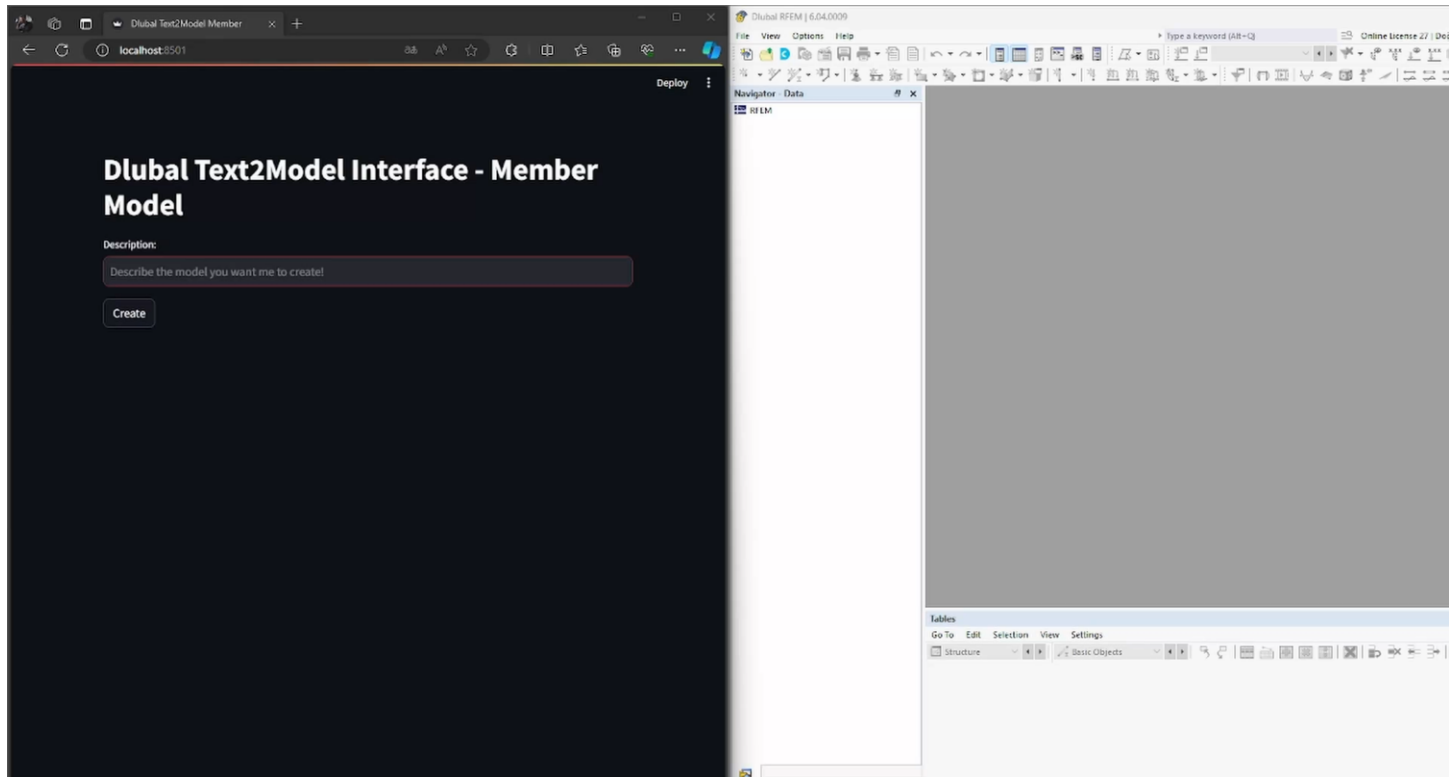 Dlubal Text2Model Member
localhost:8501
Deploy
Dlubal Text2Model Interface - Member
Model
Description:
Describe the model you want me to create!
Create
Dlubal RFEM | 6.04.0009
File View Options Help
Type a keyword (Alt+Q)
Online License 27 | Do
Navigator - Data
RFEM
Tables
Go To Edit Selection View Settings
Structure
Basic Objects